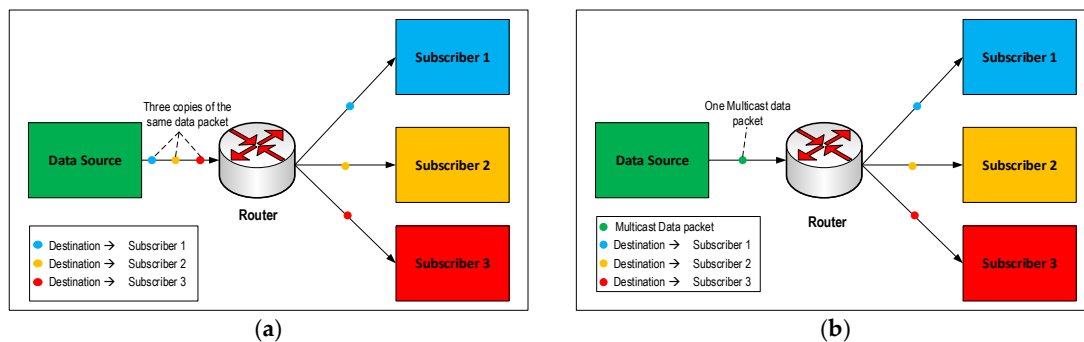 Three copies of the
same data packet
Data Source
Router
Subscriber 1
Subscriber 2
Subscriber 3
Destination → Subscriber 1
Destination → Subscriber 2
Destination → Subscriber 3
(a)
One Multicast data
packet
Data Source
Router
Subscriber 1
Subscriber 2
Subscriber 3
Multicast Data packet
Destination → Subscriber 1
Destination → Subscriber 2
Destination → Subscriber 3
(b)